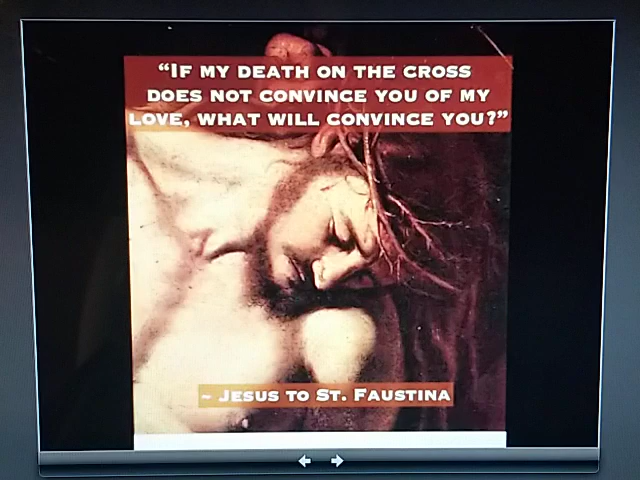 “IF MY DEATH ON THE CROSS
DOES NOT CONVINCE YOU OF MY
LOVE, WHAT WILL CONVINCE YOU?”
~ JESUS TO ST. FAUSTINA